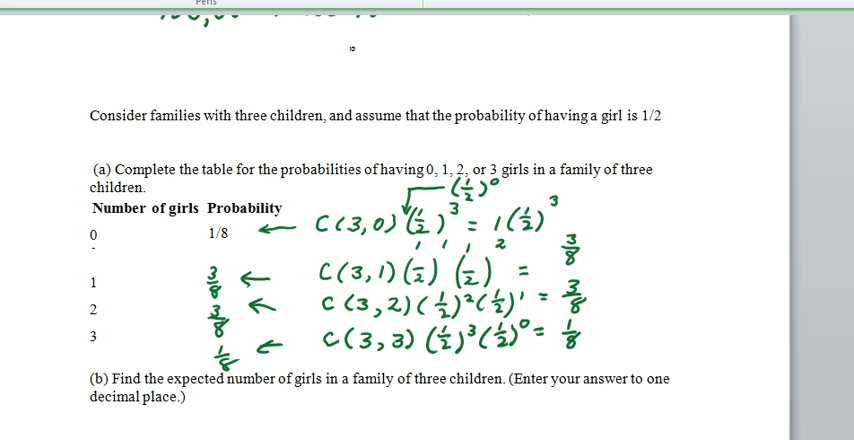 Pens
Consider families with three children, and assume that the probability of having a girl is 1/2
(a) Complete the table for the probabilities of having 0, 1, 2, or 3 girls in a family of three
children.
(1/2)^0
Number of girls Probability
0 1/8 ← C(3,0) (1/2)^3 = 1(1/2)^3
1 3/8 ← C(3,1) (1/2)^1 (1/2)^2 = 3/8
2 3/8 ← C(3,2) (1/2)^2 (1/2)^1 = 3/8
3 1/8 ← C(3,3) (1/2)^3 (1/2)^0 = 1/8
(b) Find the expected number of girls in a family of three children. (Enter your answer to one
decimal place.)